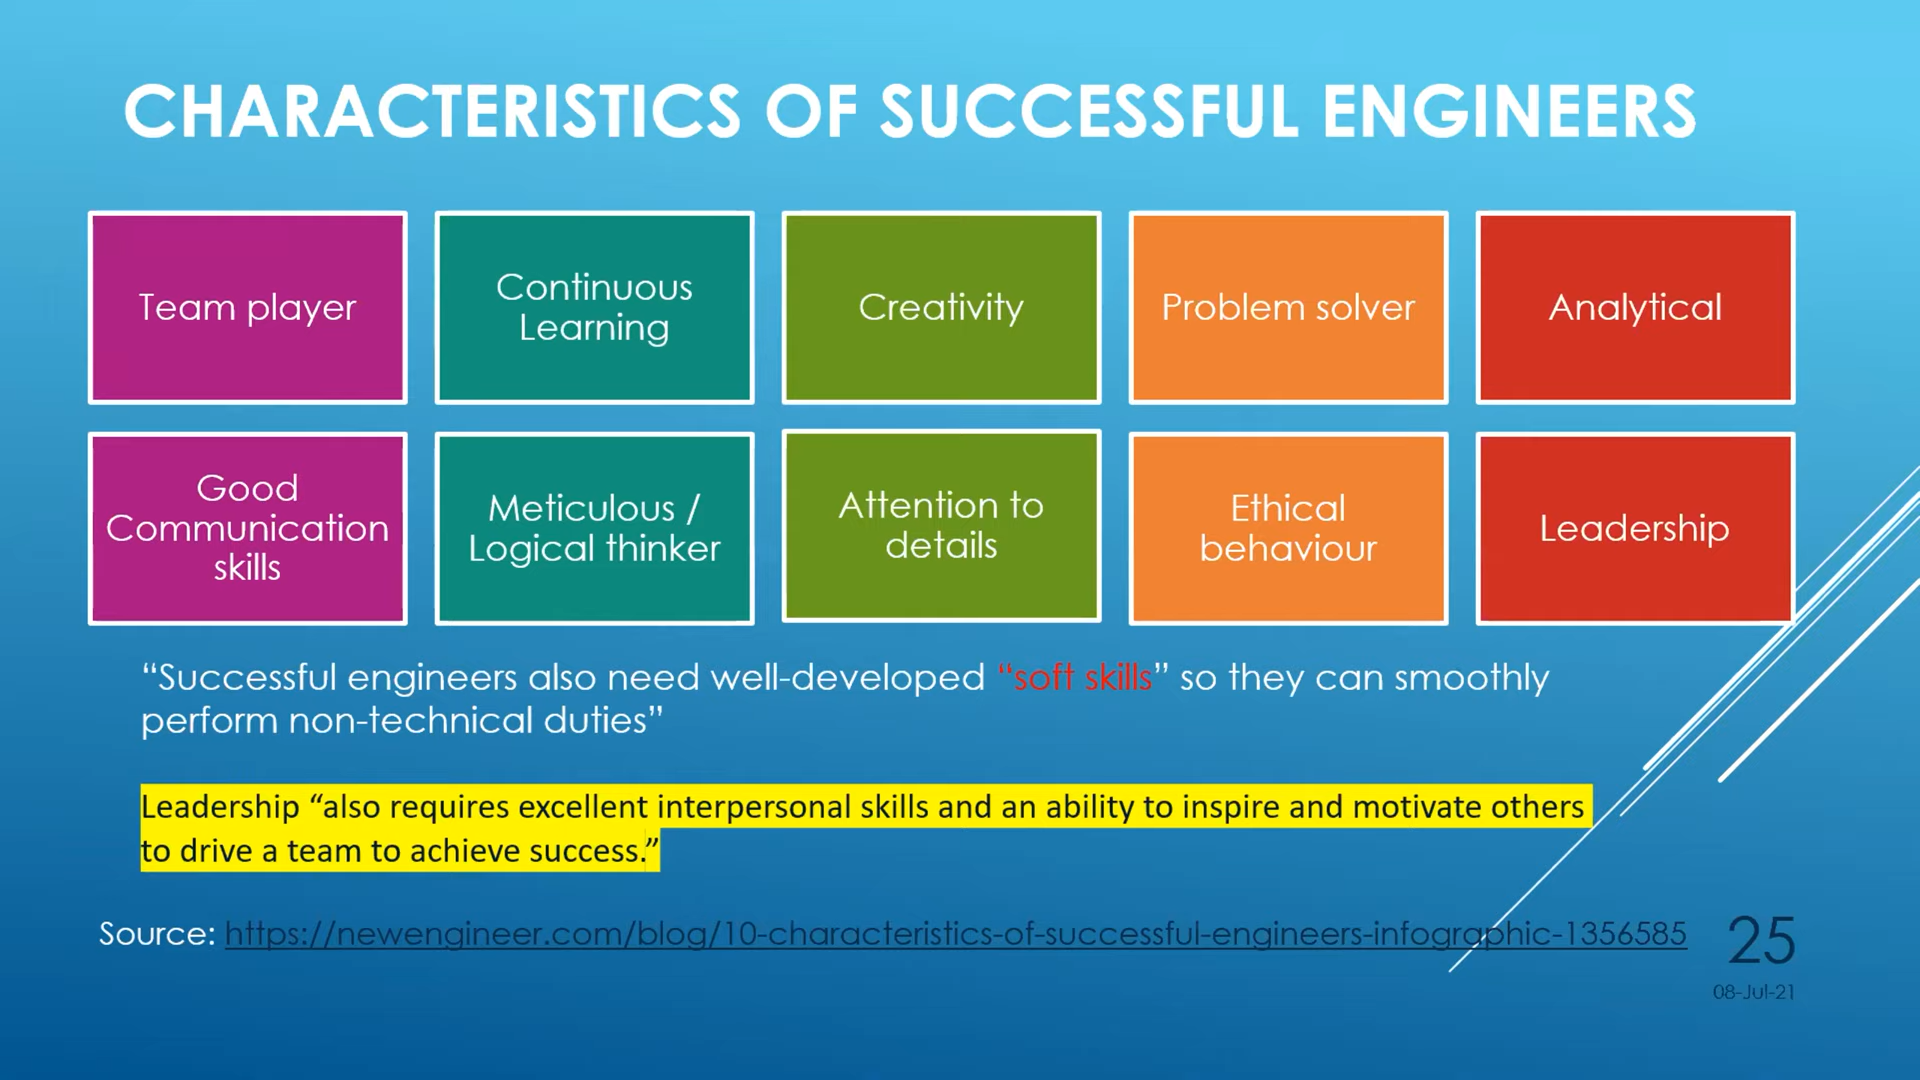 CHARACTERISTICS OF SUCCESSFUL ENGINEERS
Team player
Continuous
Learning
Creativity
Problem solver
Analytical
Good
Communication
skills
Meticulous /
Logical thinker
Attention to
details
Ethical
behaviour
Leadership
“Successful engineers also need well-developed “soft skills” so they can smoothly
perform non-technical duties”
Leadership “also requires excellent interpersonal skills and an ability to inspire and motivate others
to drive a team to achieve success.”
Source: https://newengineer.com/blog/10-characteristics-of-successful-engineers-infographic-1356585
25
08-Jul-21